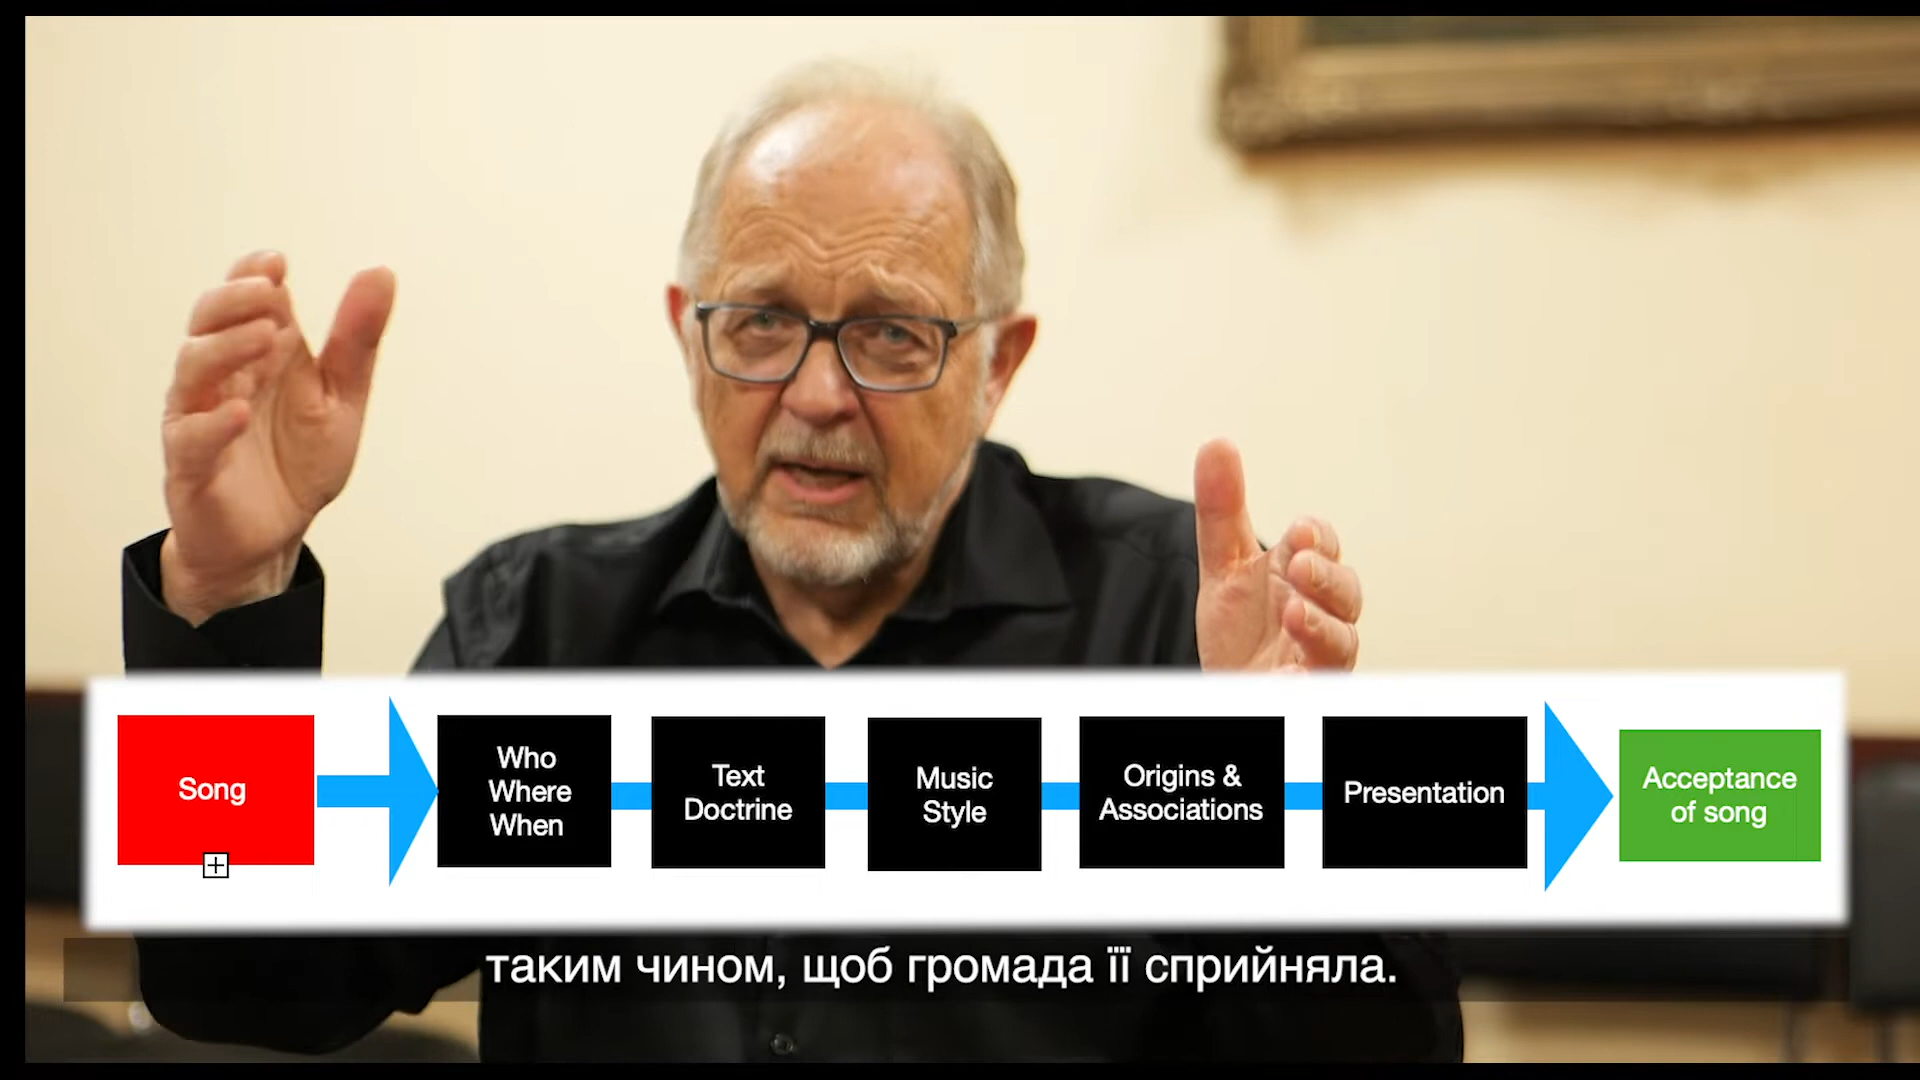 Song
Who
Where
When
Text
Doctrine
Music
Style
Origins &
Associations
Presentation
Acceptance
of song
таким чином, щоб громада її сприйняла.